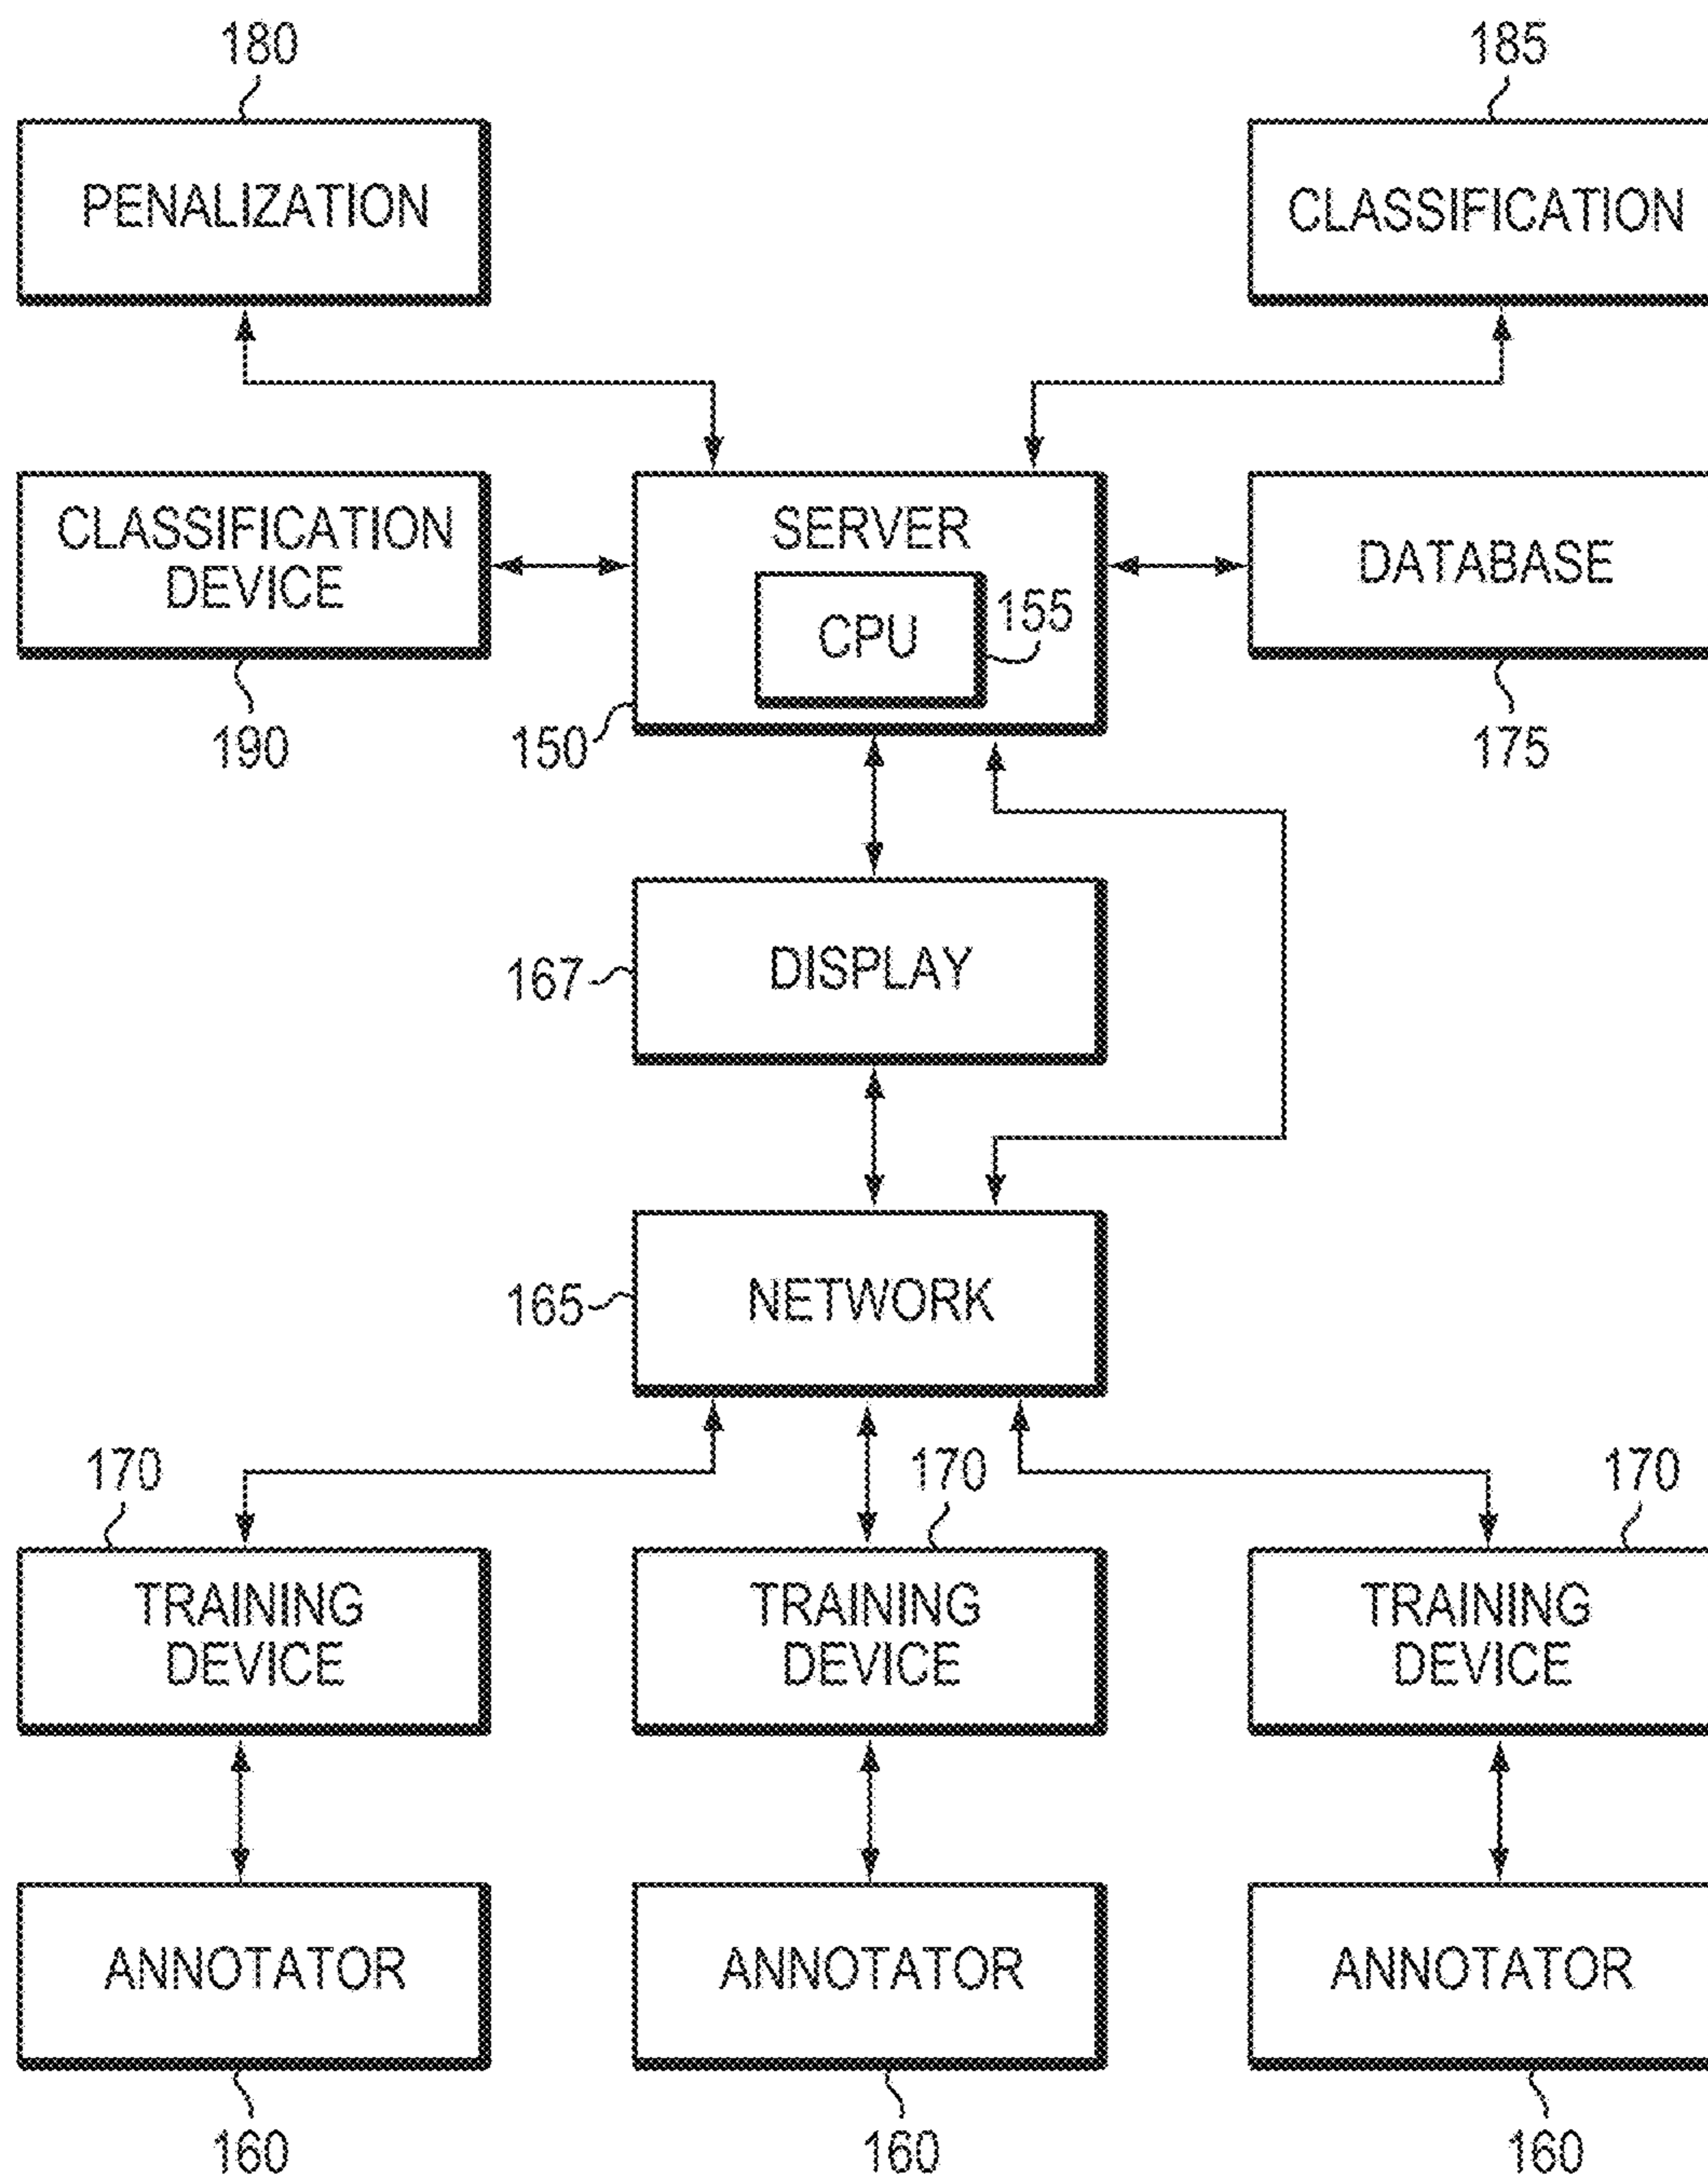 180
185
PENALIZATION
CLASSIFICATION
CLASSIFICATION
DEVICE
SERVER
CPU
155
DATABASE
190
150
175
167
DISPLAY
165
NETWORK
170
170
170
TRAINING
DEVICE
TRAINING
DEVICE
TRAINING
DEVICE
ANNOTATOR
ANNOTATOR
ANNOTATOR
160
160
160